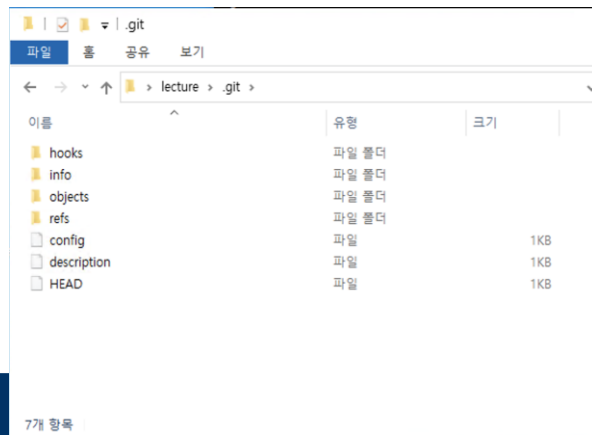 .git
파일 홈 공유 보기
lecture > .git >
이름 유형 크기
hooks 파일 폴더
info 파일 폴더
objects 파일 폴더
refs 파일 폴더
config 파일 1KB
description 파일 1KB
HEAD 파일 1KB
7개 항목